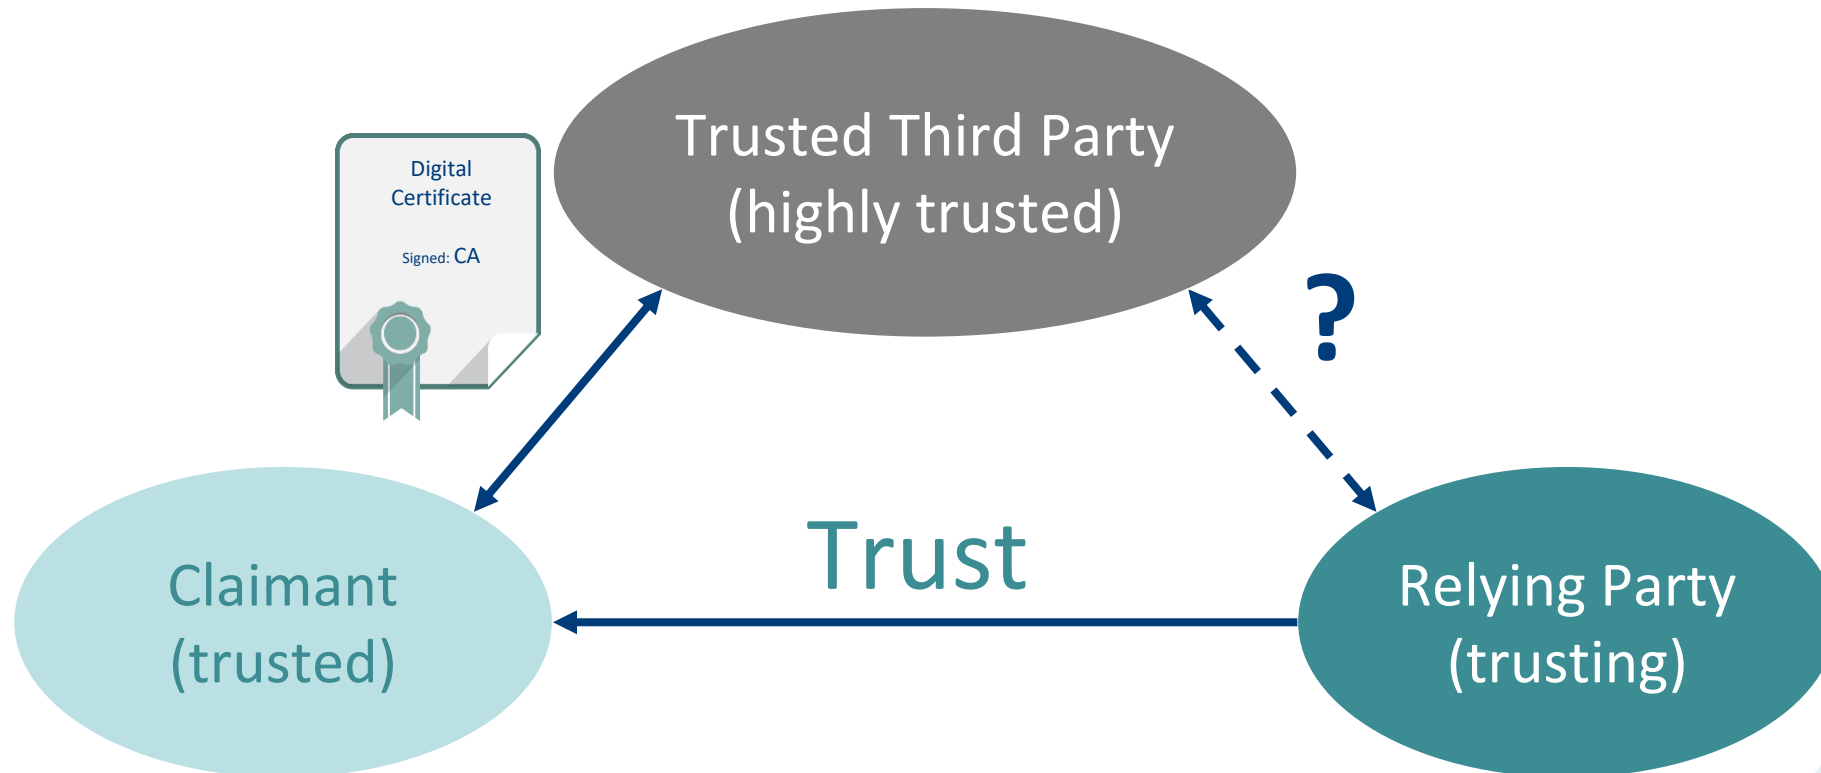 Trusted Third Party
(highly trusted)
Digital
Certificate
Signed: CA
?
Trust
Claimant
(trusted)
Relying Party
(trusting)